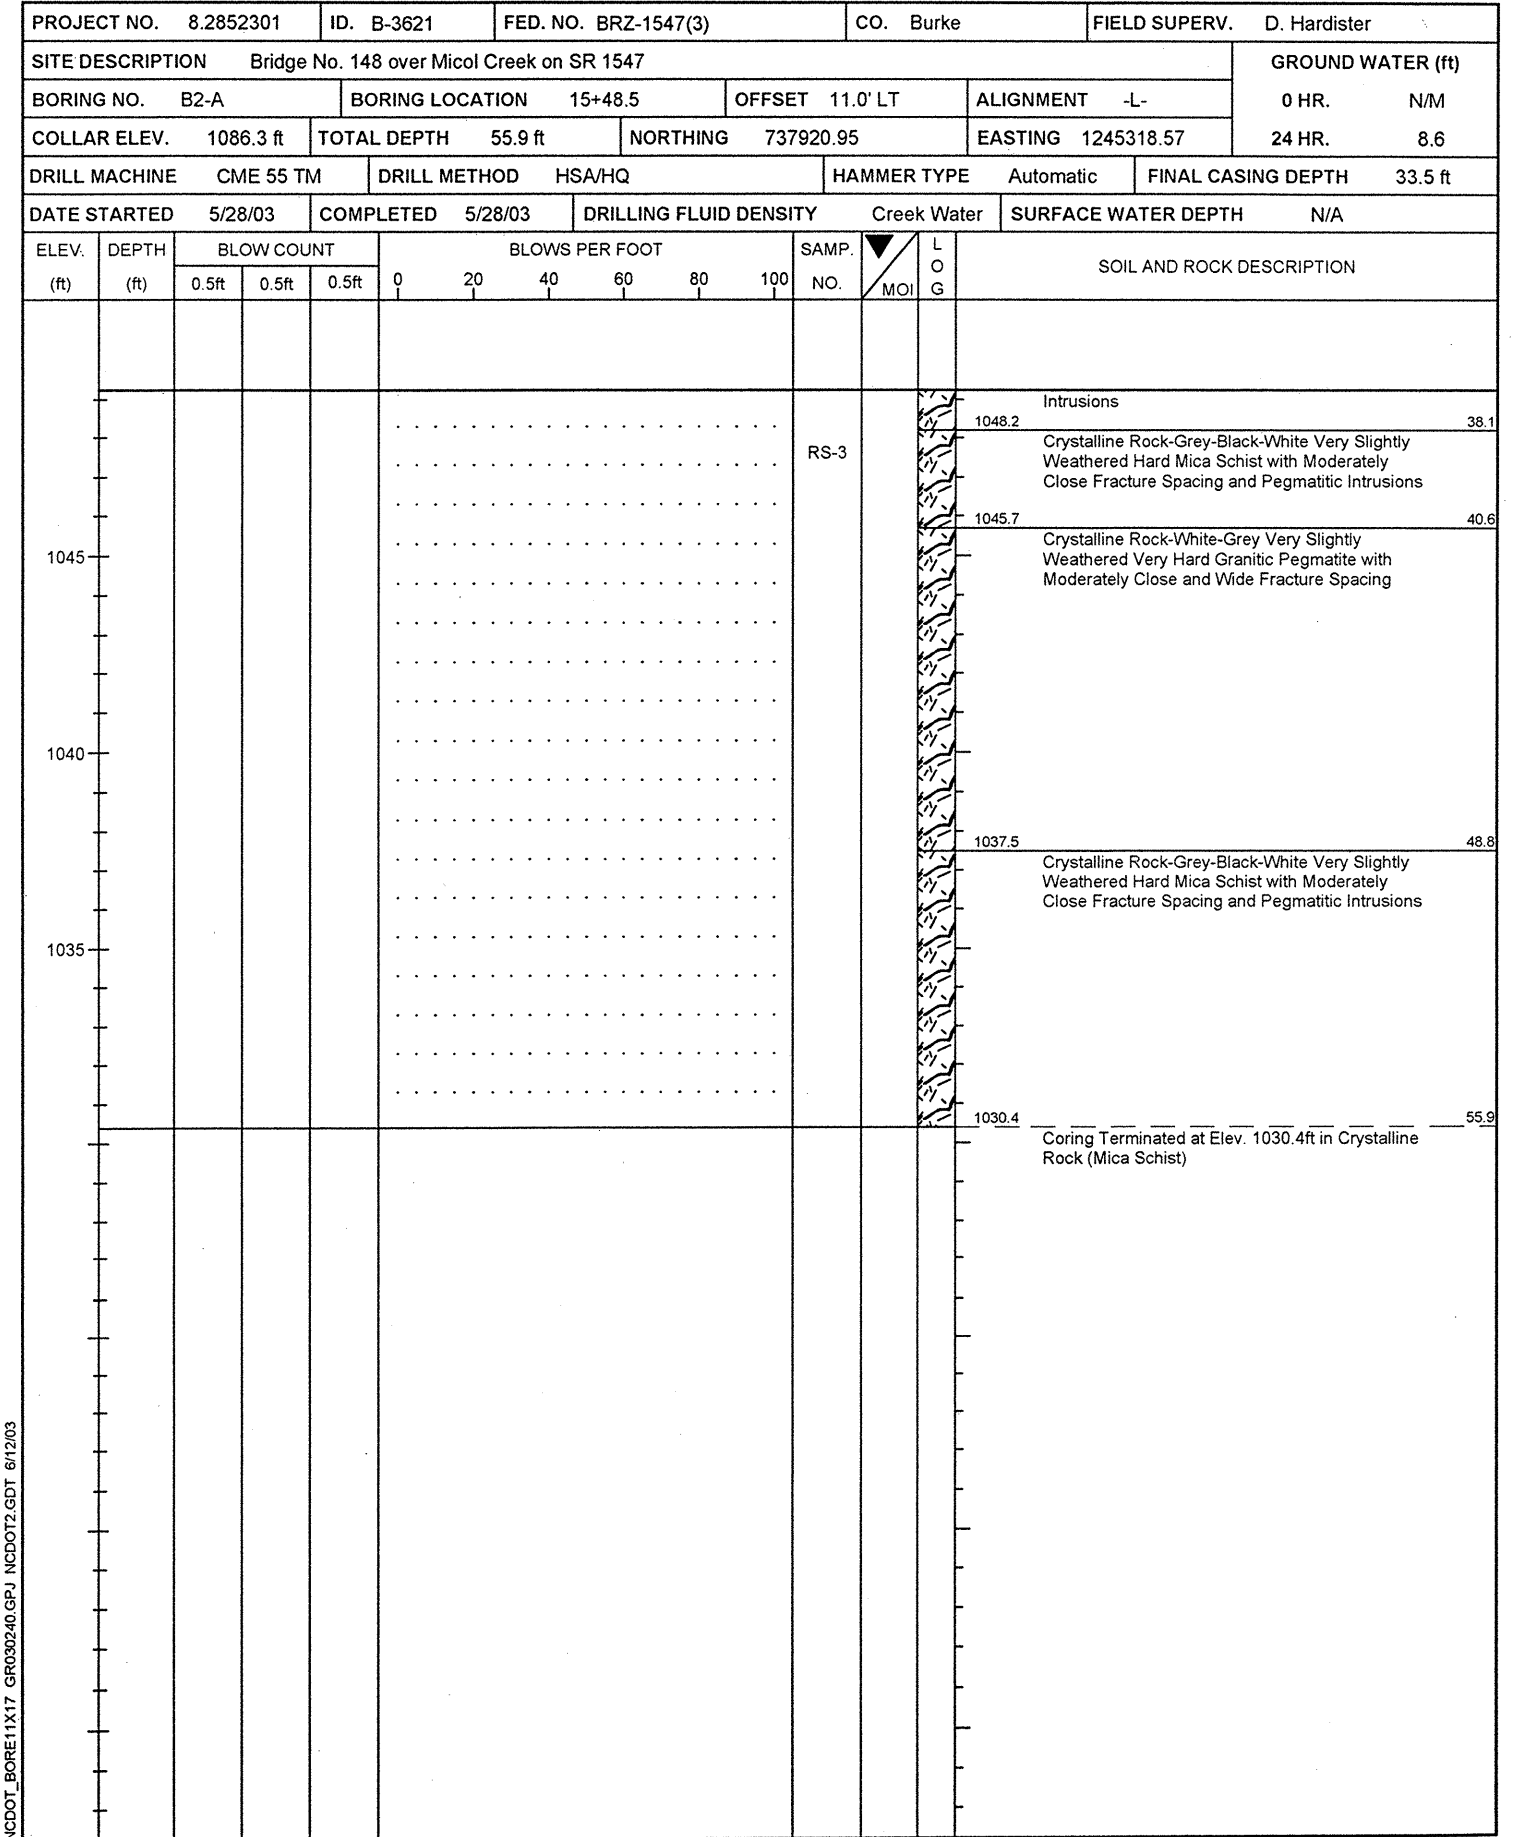 PROJECT NO. 8.2852301 ID. B-3621 FED. NO. BRZ-1547(3) CO. Burke FIELD SUPERV. D. Hardister
SITE DESCRIPTION Bridge No. 148 over Micol Creek on SR 1547 GROUND WATER (ft)
BORING NO. B2-A BORING LOCATION 15+48.5 OFFSET 11.0' LT ALIGNMENT -L- 0 HR. N/M
COLLAR ELEV. 1086.3 ft TOTAL DEPTH 55.9 ft NORTHING 737920.95 EASTING 1245318.57 24 HR. 8.6
DRILL MACHINE CME 55 TM DRILL METHOD HSA/HQ HAMMER TYPE Automatic FINAL CASING DEPTH 33.5 ft
DATE STARTED 5/28/03 COMPLETED 5/28/03 DRILLING FLUID DENSITY Creek Water SURFACE WATER DEPTH N/A
ELEV. (ft) DEPTH (ft) BLOW COUNT BLOWS PER FOOT SAMP. NO. MOI LOG SOIL AND ROCK DESCRIPTION
0.5ft 0.5ft 0.5ft 0 20 40 60 80 100
Intrusions
1048.2 38.1
RS-3
Crystalline Rock-Grey-Black-White Very Slightly
Weathered Hard Mica Schist with Moderately
Close Fracture Spacing and Pegmatitic Intrusions
1045.7 40.6
Crystalline Rock-White-Grey Very Slightly
1045
Weathered Very Hard Granitic Pegmatite with
Moderately Close and Wide Fracture Spacing
1040
1037.5 48.8
Crystalline Rock-Grey-Black-White Very Slightly
Weathered Hard Mica Schist with Moderately
Close Fracture Spacing and Pegmatitic Intrusions
1035
1030.4 55.9
Coring Terminated at Elev. 1030.4ft in Crystalline
Rock (Mica Schist)
NCDOT_BORE11X17 GR030240.GPJ NCDOT2.GDT 6/12/03